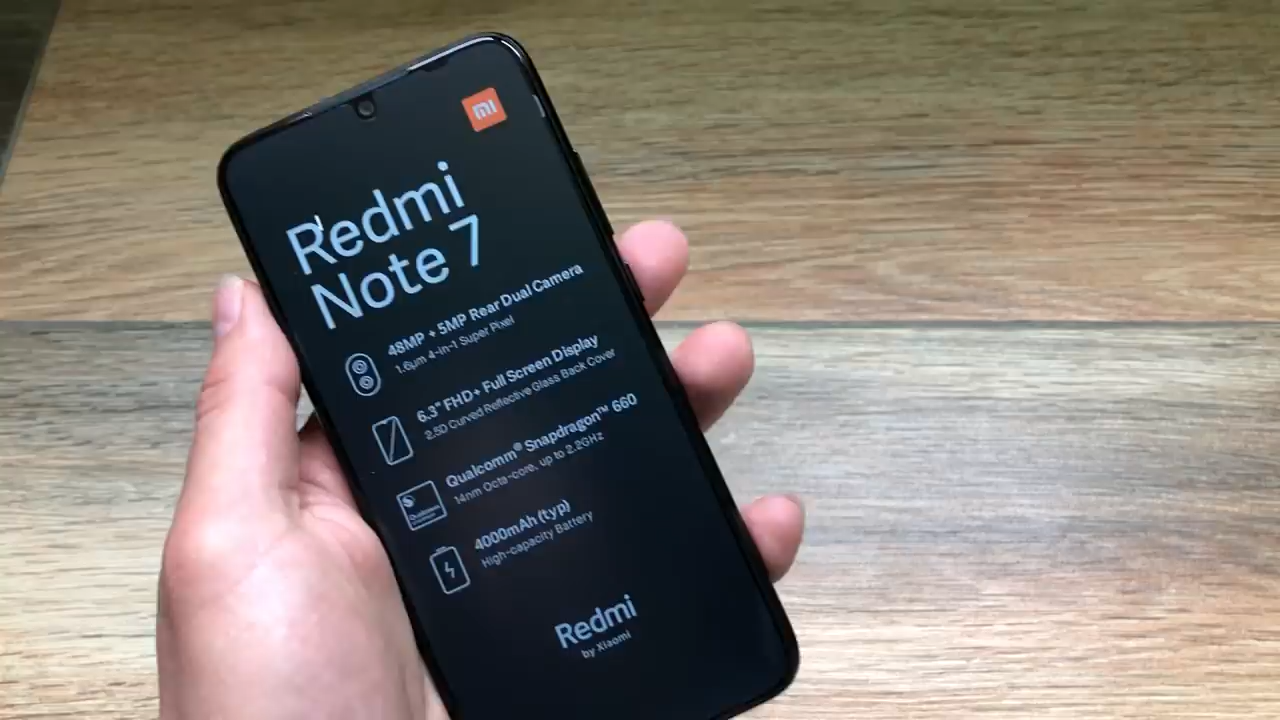 mi
Redmi
Note 7
48MP + 5MP Rear Dual Camera
1.6μm 4-in-1 Super Pixel
6.3" FHD+ Full Screen Display
2.5D Curved Reflective Glass Back Cover
Qualcomm® Snapdragon™ 660
14nm Octa-core, up to 2.2GHz
Qualcomm
4000mAh (typ)
High-capacity Battery
Redmi
by Xiaomi